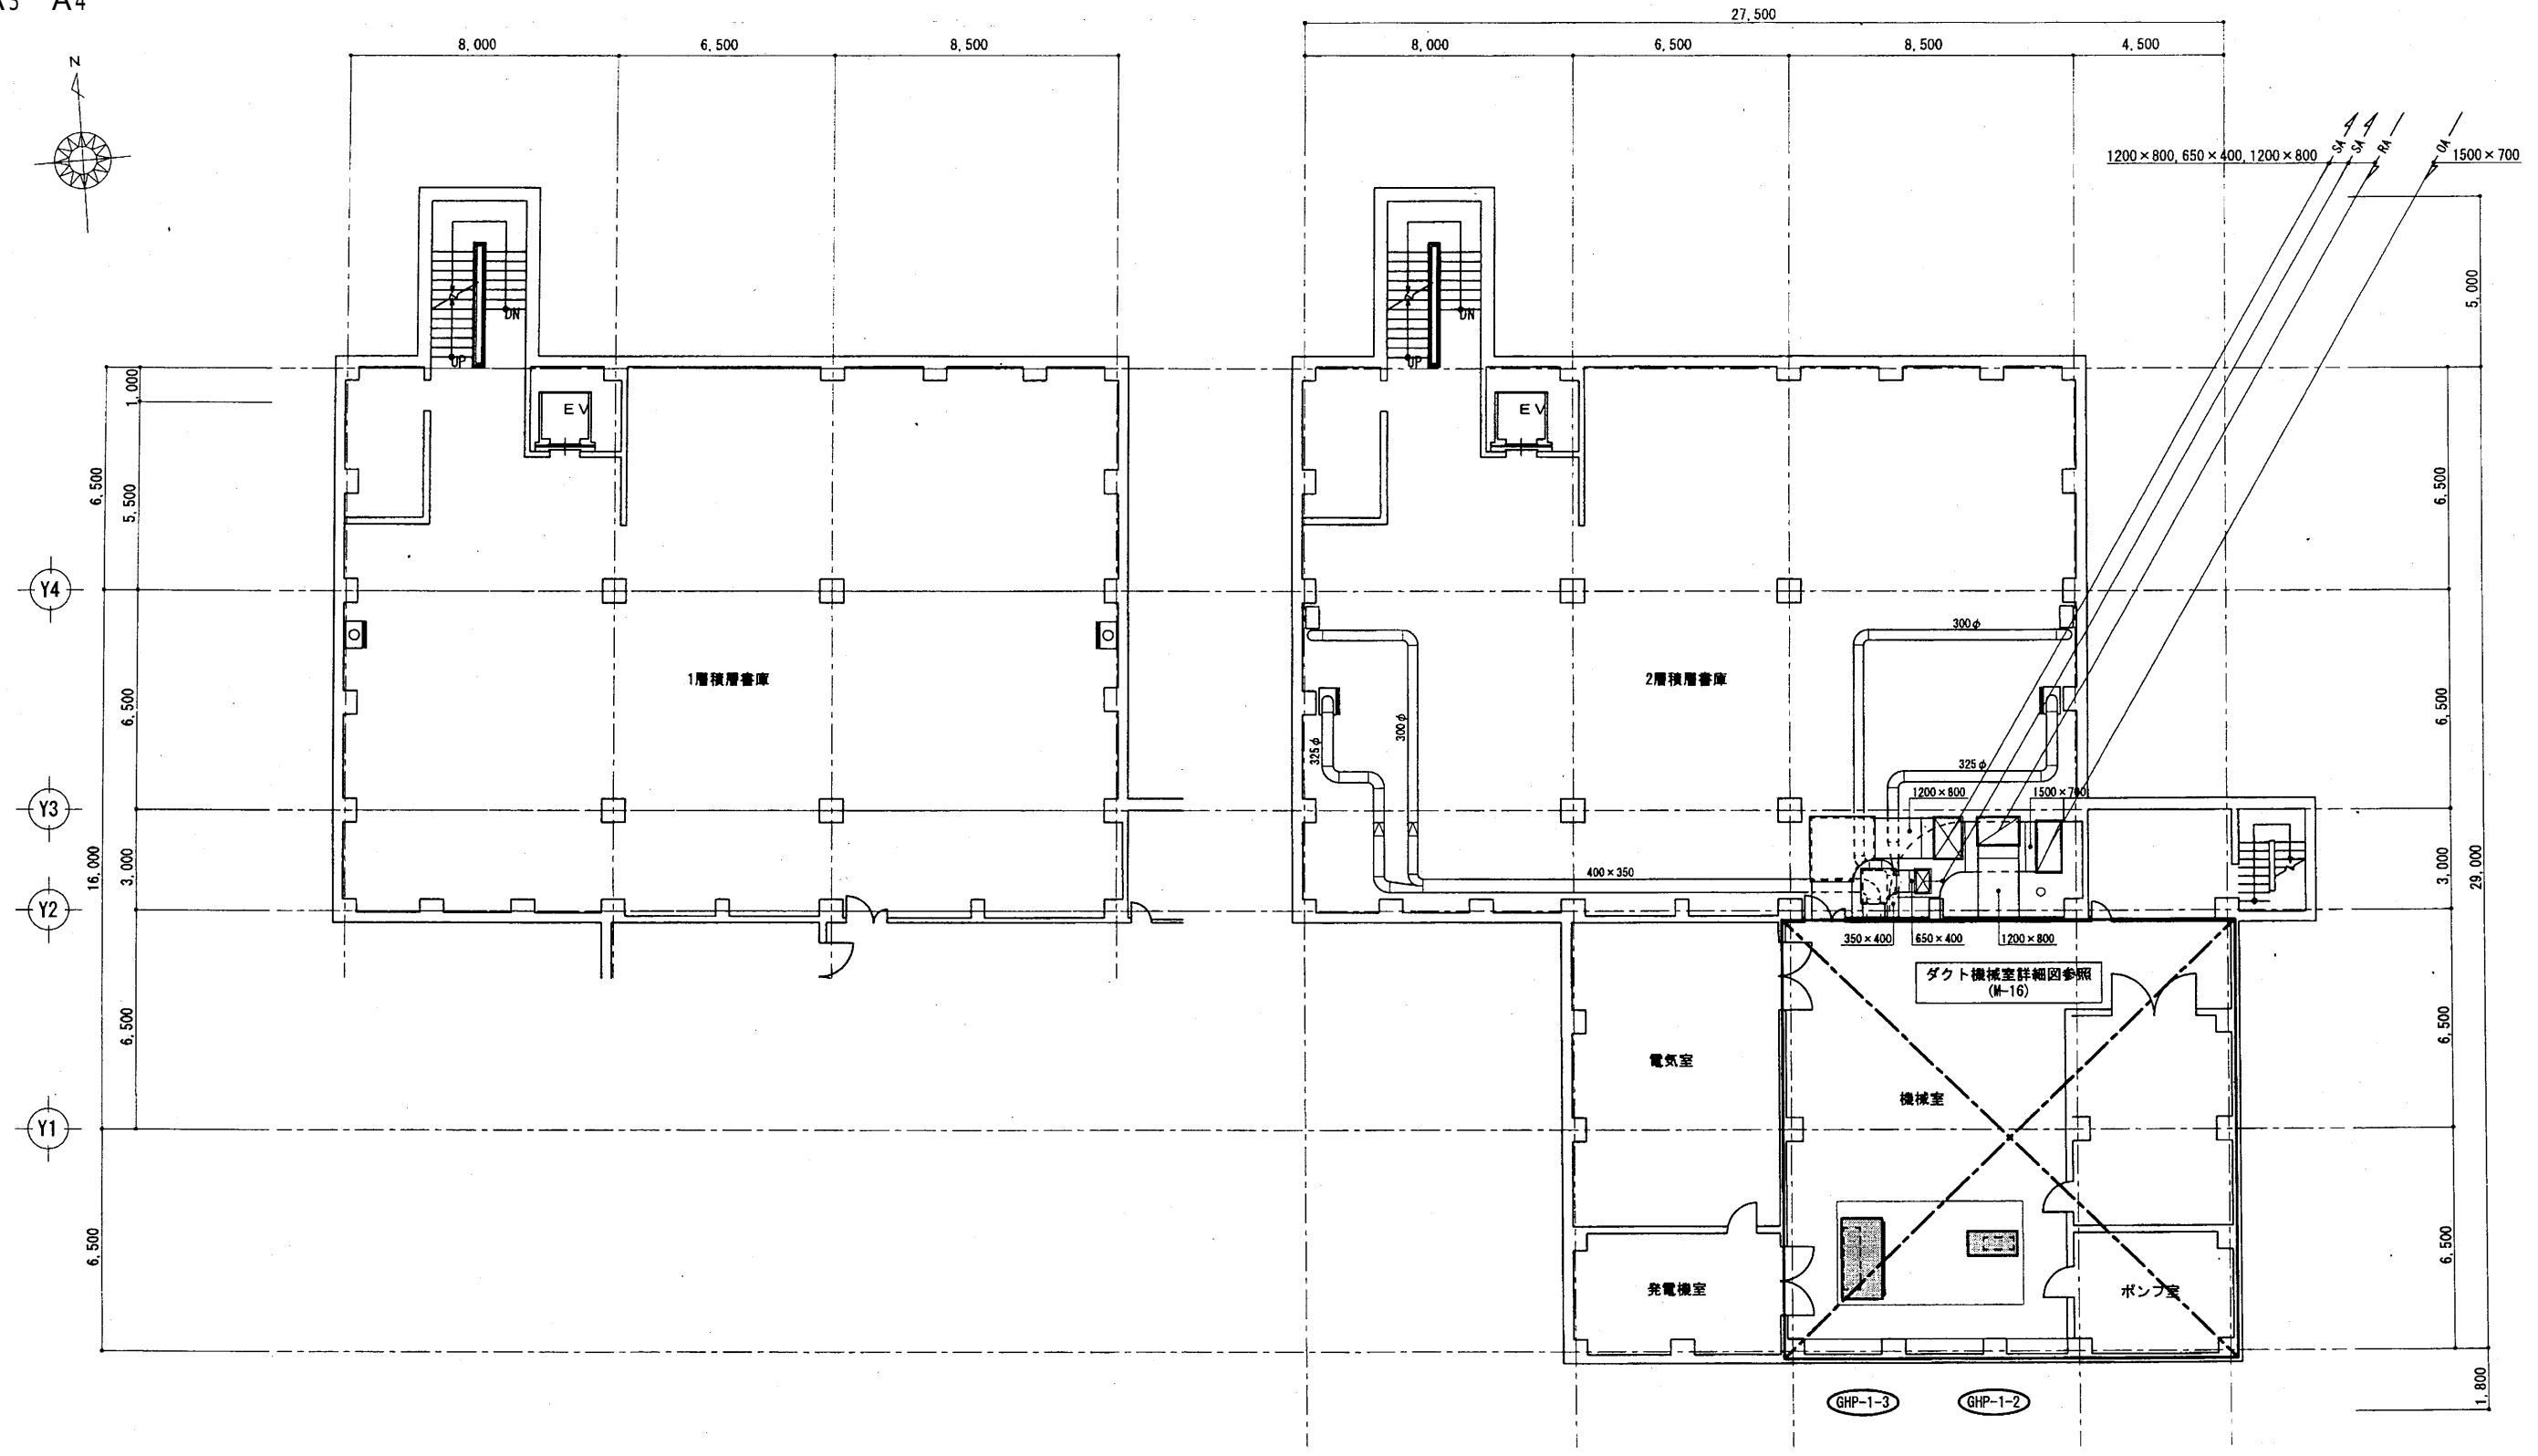 A3 A4
27,500
8,000 6,500 8,500
8,000 6,500 8,500 4,500
N
SA SA RA OA
1200×800, 650×400, 1200×800
1500×700
5,000
DN
UP
EV
DN
UP
EV
1,000
6,500
5,500
6,500
Y4
300φ
1層積層書庫
2層積層書庫
6,500
300φ
325φ
325φ
6,500
Y3
1200×800
1500×700
16,000
3,000
400×350
3,000
29,000
Y2
350×400
650×400
1200×800
ダクト機械室詳細図参照
(M-16)
6,500
電気室
機械室
6,500
Y1
6,500
発電機室
ポンプ室
6,500
GHP-1-3
GHP-1-2
1,800